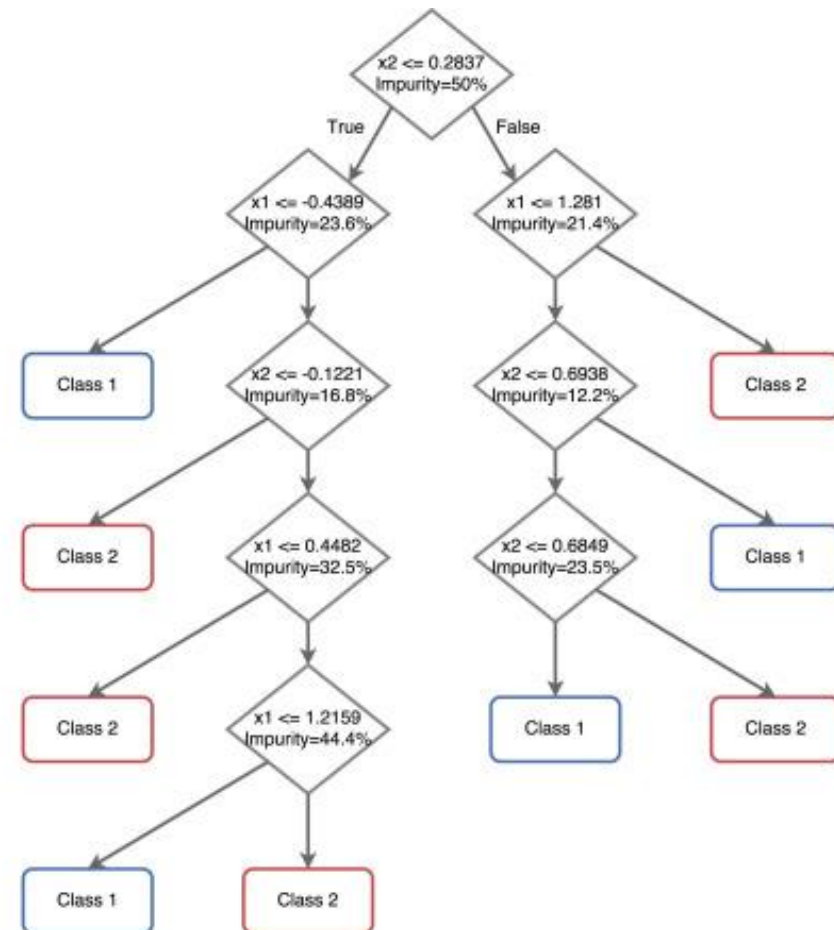 x2 <= 0.2837
Impurity=50%
True
False
x1 <= -0.4389
Impurity=23.6%
x1 <= 1.281
Impurity=21.4%
Class 1
x2 <= -0.1221
Impurity=16.8%
x2 <= 0.6938
Impurity=12.2%
Class 2
Class 2
x1 <= 0.4482
Impurity=32.5%
x2 <= 0.6849
Impurity=23.5%
Class 1
Class 2
x1 <= 1.2159
Impurity=44.4%
Class 1
Class 2
Class 1
Class 2